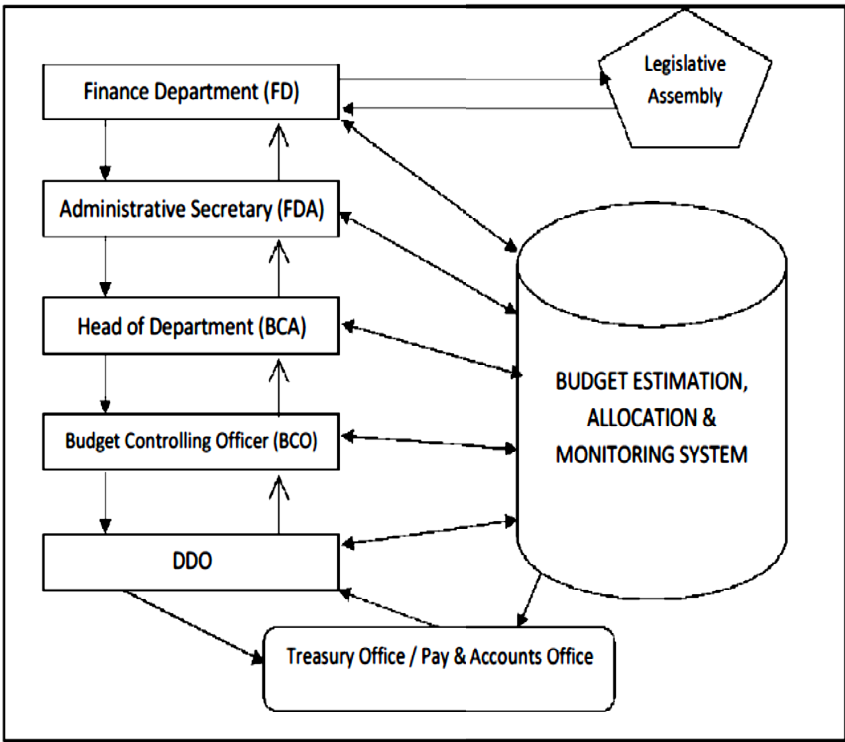 Finance Department (FD)
Legislative
Assembly
Administrative Secretary (FDA)
Head of Department (BCA)
BUDGET ESTIMATION,
ALLOCATION &
MONITORING SYSTEM
Budget Controlling Officer (BCO)
DDO
Treasury Office / Pay & Accounts Office